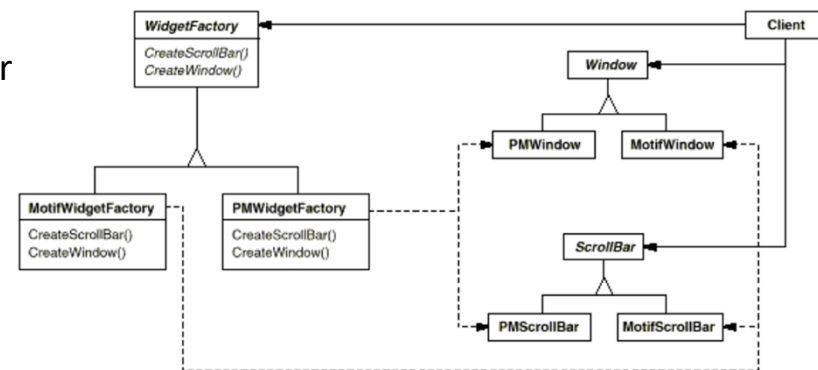 WidgetFactory
CreateScrollBar()
CreateWindow()
Client
r
Window
PMWindow
MotifWindow
MotifWidgetFactory
CreateScrollBar()
CreateWindow()
PMWidgetFactory
CreateScrollBar()
CreateWindow()
ScrollBar
PMScrollBar
MotifScrollBar